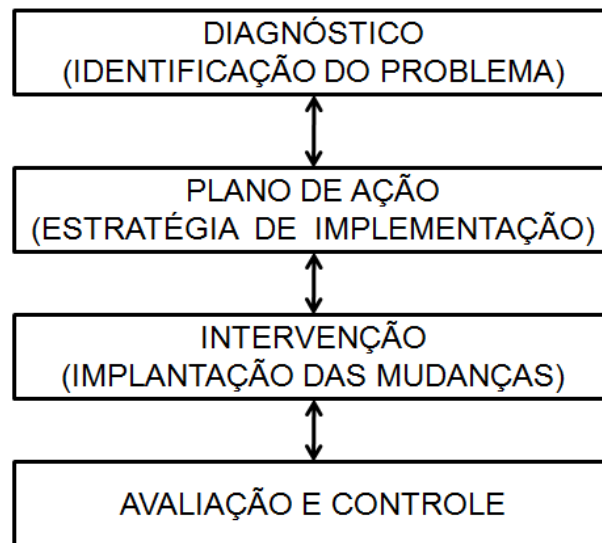 DIAGNÓSTICO
(IDENTIFICAÇÃO DO PROBLEMA)
PLANO DE AÇÃO
(ESTRATÉGIA DE IMPLEMENTAÇÃO)
INTERVENÇÃO
(IMPLANTAÇÃO DAS MUDANÇAS)
AVALIAÇÃO E CONTROLE